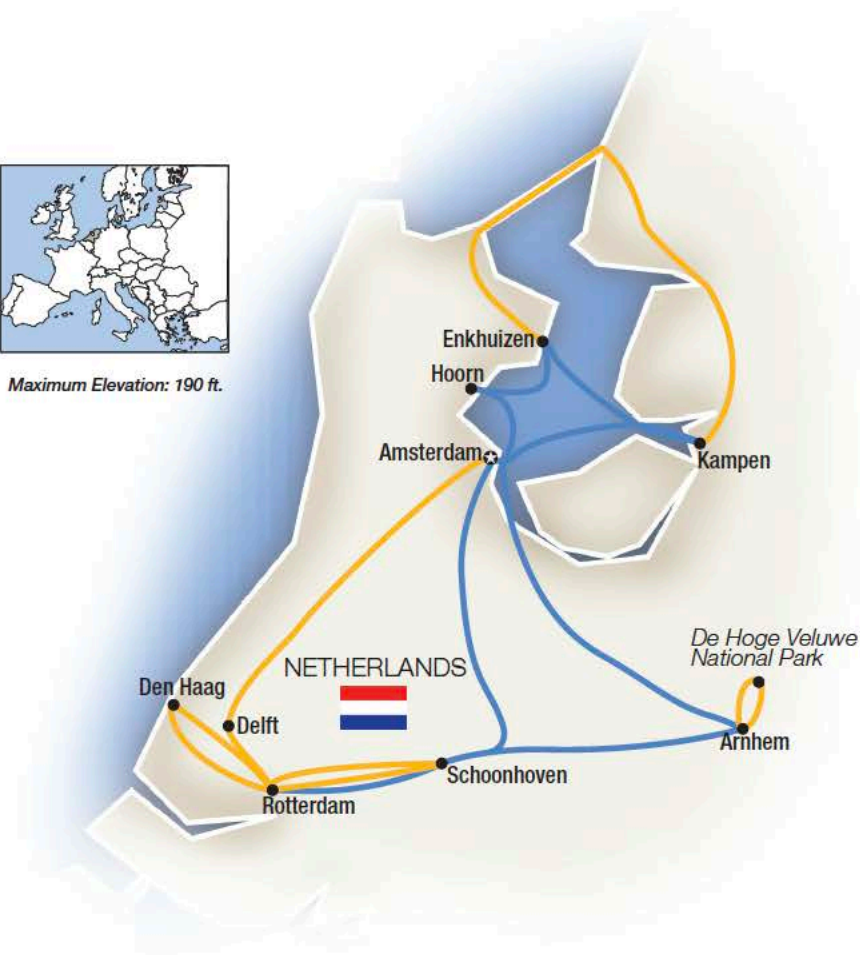 Maximum Elevation: 190 ft.
Enkhuizen
Hoorn
Amsterdam
Kampen
De Hoge Veluwe
National Park
NETHERLANDS
Den Haag
Delft
Arnhem
Schoonhoven
Rotterdam